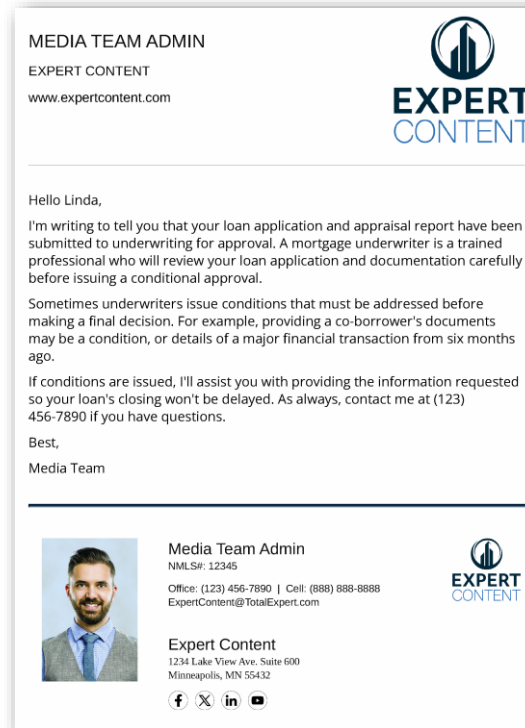 MEDIA TEAM ADMIN
EXPERT CONTENT
www.expertcontent.com
EXPERT
CONTENT
Hello Linda,
I'm writing to tell you that your loan application and appraisal report have been
submitted to underwriting for approval. A mortgage underwriter is a trained
professional who will review your loan application and documentation carefully
before issuing a conditional approval.
Sometimes underwriters issue conditions that must be addressed before
making a final decision. For example, providing a co-borrower's documents
may be a condition, or details of a major financial transaction from six months
ago.
If conditions are issued, I'll assist you with providing the information requested
so your loan's closing won't be delayed. As always, contact me at (123)
456-7890 if you have questions.
Best,
Media Team
Media Team Admin
NMLS#: 12345
Office: (123) 456-7890 | Cell: (888) 888-8888
ExpertContent@TotalExpert.com
EXPERT
CONTENT
Expert Content
1234 Lake View Ave. Suite 600
Minneapolis, MN 55432